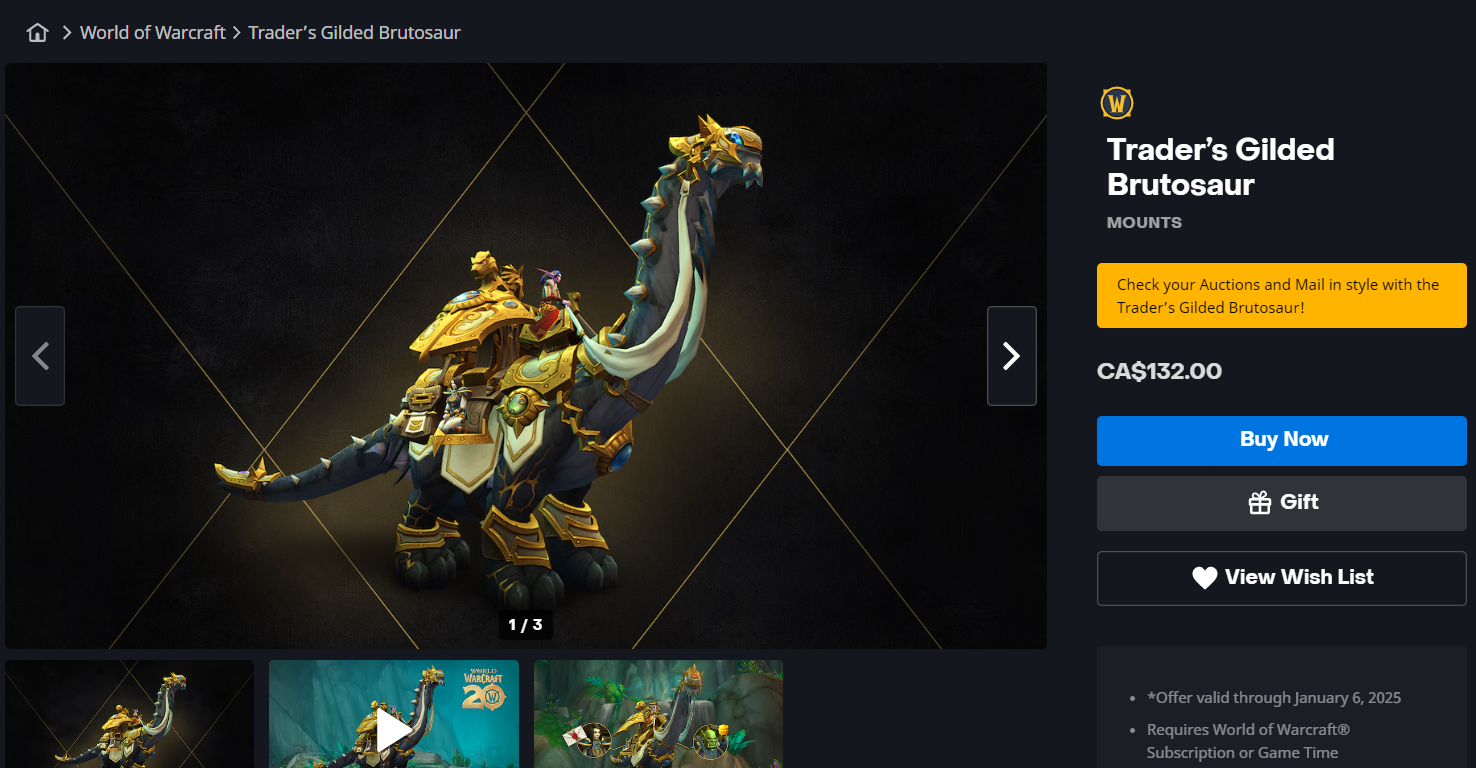 World of Warcraft > Trader’s Gilded Brutosaur
W
Trader’s Gilded
Brutosaur
MOUNTS
Check your Auctions and Mail in style with the
Trader’s Gilded Brutosaur!
CA$132.00
Buy Now
Gift
View Wish List
1 / 3
WORLD
WARCRAFT
20
*Offer valid through January 6, 2025
Requires World of Warcraft®
Subscription or Game Time